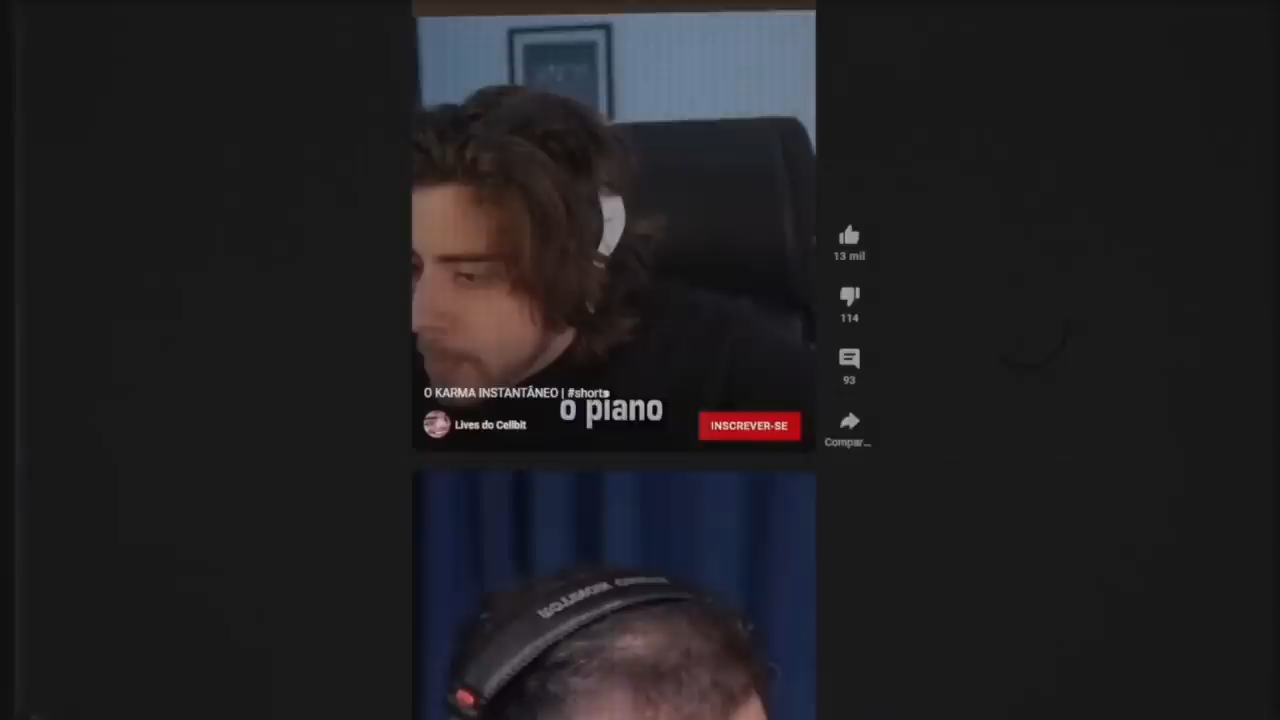 13 mil
114
93
O KARMA INSTANTÂNEO | #shorts
o piano
Lives do Cellbit
INSCREVER-SE
Compar...